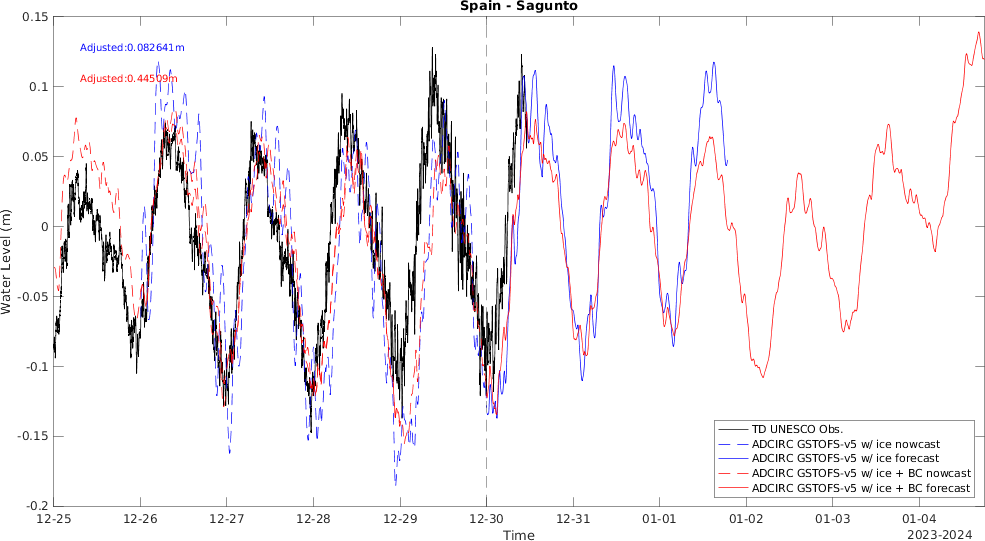 Spain - Sagunto
Adjusted:0.082641m
Adjusted:0.44509m
Water Level (m)
0.15
0.1
0.05
0
-0.05
-0.1
-0.15
-0.2
12-25
12-26
12-27
12-28
12-29
12-30
12-31
01-01
01-02
01-03
01-04
Time
2023-2024
TD UNESCO Obs.
ADCIRC GSTOFS-v5 w/ ice nowcast
ADCIRC GSTOFS-v5 w/ ice forecast
ADCIRC GSTOFS-v5 w/ ice + BC nowcast
ADCIRC GSTOFS-v5 w/ ice + BC forecast